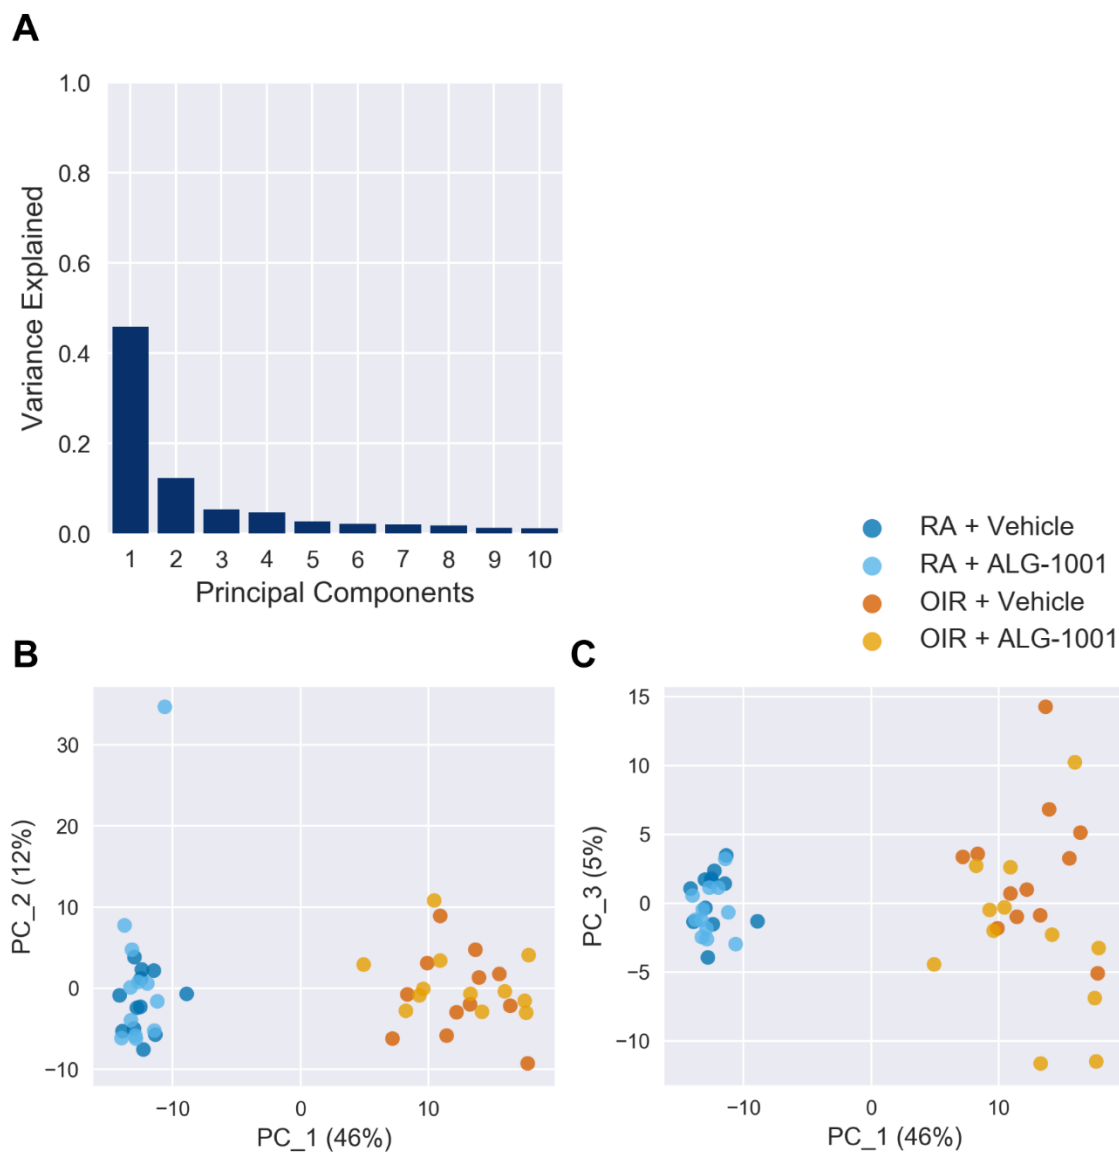 A
1.0
0.8
0.6
0.4
0.2
0.0
Variance Explained
1 2 3 4 5 6 7 8 9 10
Principal Components
RA + Vehicle
RA + ALG-1001
OIR + Vehicle
OIR + ALG-1001
B
30
20
10
0
−10
PC_2 (12%)
−10 0 10
PC_1 (46%)
C
15
10
5
0
−5
−10
PC_3 (5%)
−10 0 10
PC_1 (46%)